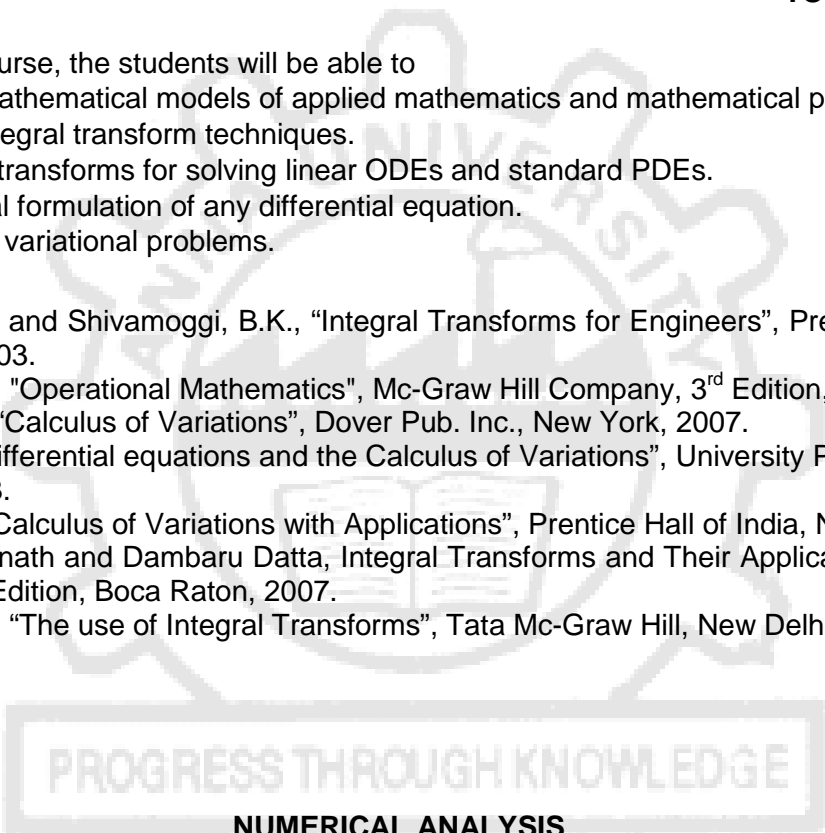 urse, the students will be able to
athematical models of applied mathematics and mathematical p
egral transform techniques.
transforms for solving linear ODEs and standard PDEs.
al formulation of any differential equation.
variational problems.
and Shivamoggi, B.K., “Integral Transforms for Engineers”, Pre
03.
"Operational Mathematics", Mc-Graw Hill Company, 3rd Edition,
“Calculus of Variations”, Dover Pub. Inc., New York, 2007.
ifferential equations and the Calculus of Variations”, University P
Calculus of Variations with Applications”, Prentice Hall of India, N
nath and Dambaru Datta, Integral Transforms and Their Applica
Edition, Boca Raton, 2007.
“The use of Integral Transforms”, Tata Mc-Graw Hill, New Delh
ANNA UNIVERSITY
PROGRESS THROUGH KNOWLEDGE
NUMERICAL ANALYSIS